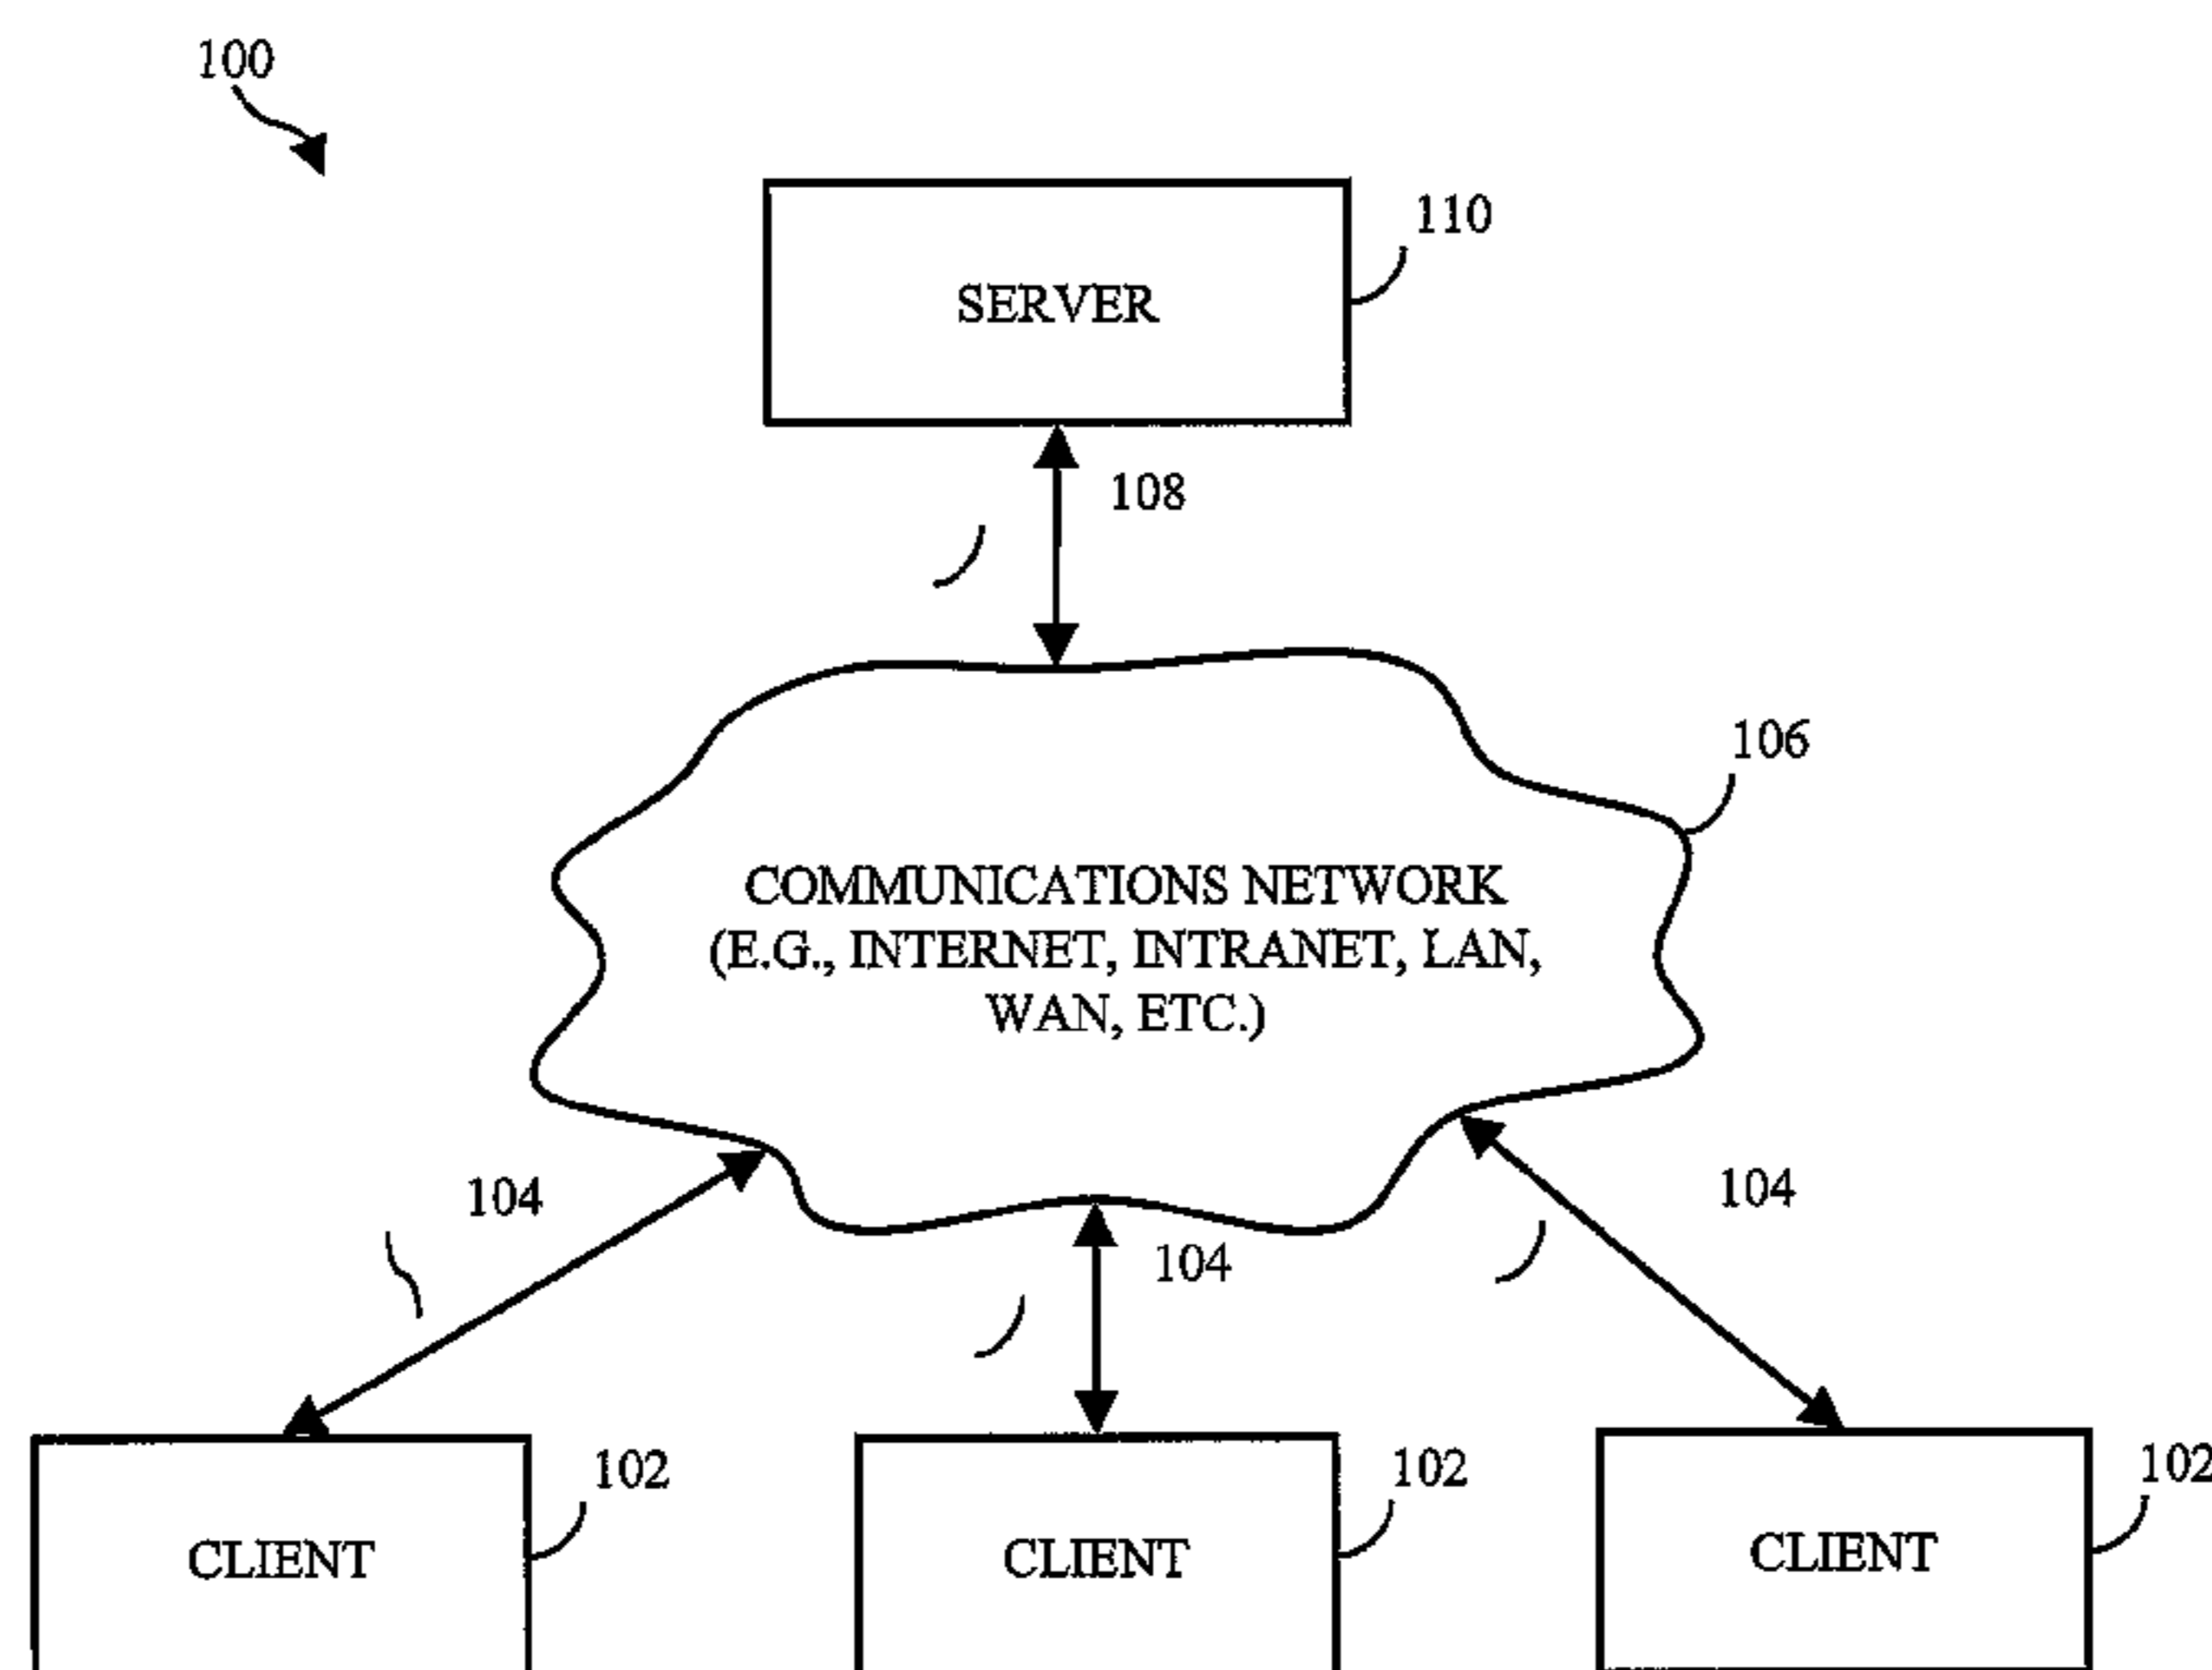 100
110
SERVER
108
106
COMMUNICATIONS NETWORK
(E.G., INTERNET, INTRANET, LAN,
WAN, ETC.)
104
104
104
102
102
102
CLIENT
CLIENT
CLIENT